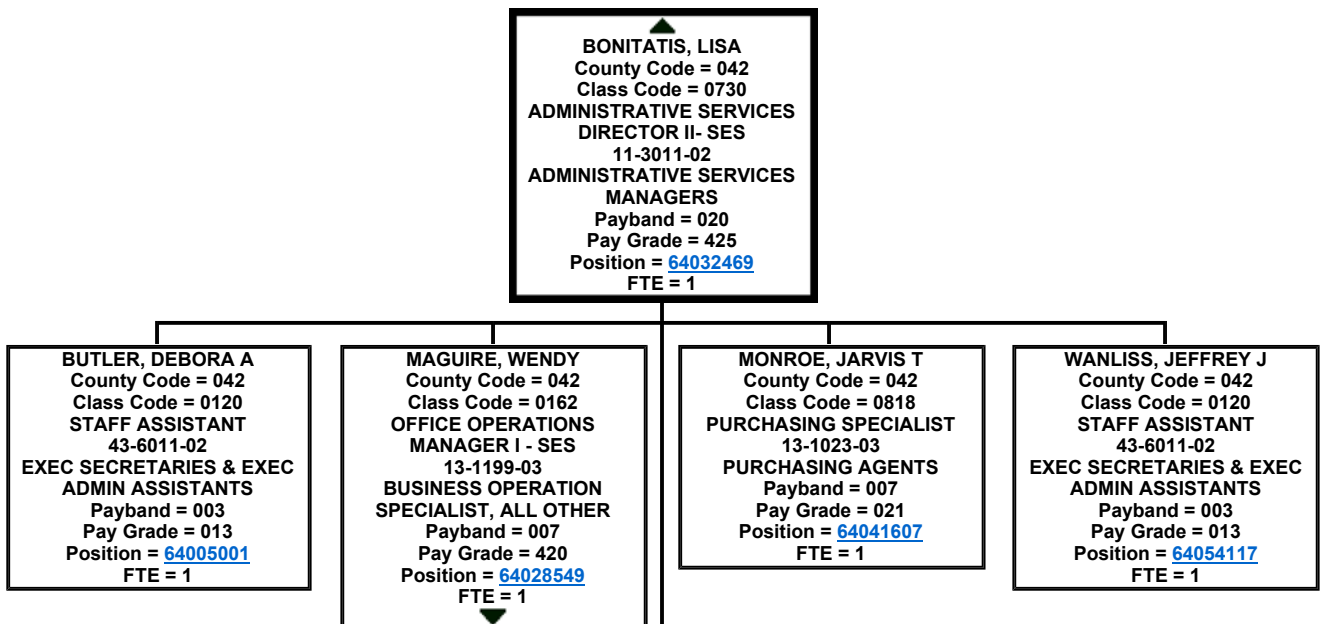 BONITATIS, LISA
County Code = 042
Class Code = 0730
ADMINISTRATIVE SERVICES
DIRECTOR II- SES
11-3011-02
ADMINISTRATIVE SERVICES
MANAGERS
Payband = 020
Pay Grade = 425
Position = 64032469
FTE = 1
BUTLER, DEBORA A
County Code = 042
Class Code = 0120
STAFF ASSISTANT
43-6011-02
EXEC SECRETARIES & EXEC
ADMIN ASSISTANTS
Payband = 003
Pay Grade = 013
Position = 64005001
FTE = 1
MAGUIRE, WENDY
County Code = 042
Class Code = 0162
OFFICE OPERATIONS
MANAGER I - SES
13-1199-03
BUSINESS OPERATION
SPECIALIST, ALL OTHER
Payband = 007
Pay Grade = 420
Position = 64028549
FTE = 1
MONROE, JARVIS T
County Code = 042
Class Code = 0818
PURCHASING SPECIALIST
13-1023-03
PURCHASING AGENTS
Payband = 007
Pay Grade = 021
Position = 64041607
FTE = 1
WANLISS, JEFFREY J
County Code = 042
Class Code = 0120
STAFF ASSISTANT
43-6011-02
EXEC SECRETARIES & EXEC
ADMIN ASSISTANTS
Payband = 003
Pay Grade = 013
Position = 64054117
FTE = 1